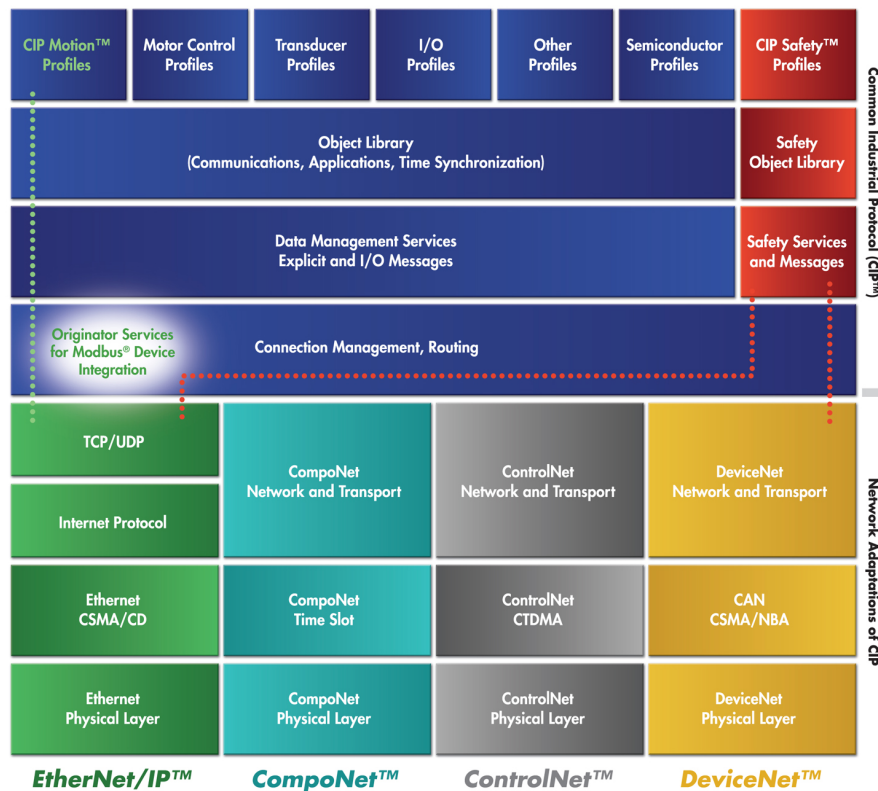 CIP Motion™
Profiles
Motor Control
Profiles
Transducer
Profiles
I/O
Profiles
Other
Profiles
Semiconductor
Profiles
CIP Safety™
Profiles
Object Library
(Communications, Applications, Time Synchronization)
Safety
Object Library
Data Management Services
Explicit and I/O Messages
Safety Services
and Messages
Originator Services
for Modbus® Device
Integration
Connection Management, Routing
Common Industrial Protocol (CIP™)
TCP/UDP
Internet Protocol
CompoNet
Network and Transport
ControlNet
Network and Transport
DeviceNet
Network and Transport
Ethernet
CSMA/CD
CompoNet
Time Slot
ControlNet
CTDMA
CAN
CSMA/NBA
Ethernet
Physical Layer
CompoNet
Physical Layer
ControlNet
Physical Layer
DeviceNet
Physical Layer
Network Adaptations of CIP
EtherNet/IP™
CompoNet™
ControlNet™
DeviceNet™